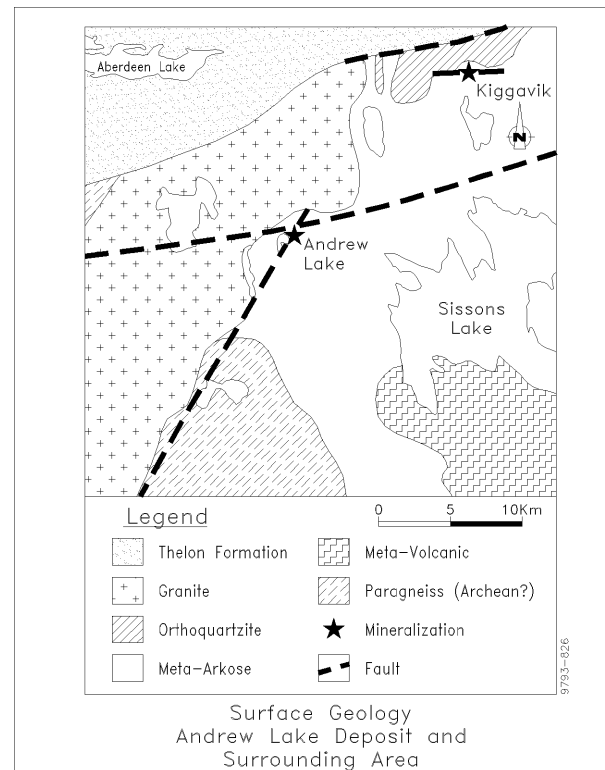 Aberdeen Lake
Kiggavik
N
Andrew
Lake
Sissons
Lake
Legend
0 5 10Km
Thelon Formation
Meta-Volcanic
Granite
Paragneiss (Archean?)
Orthoquartzite
Mineralization
Meta-Arkose
Fault
9793-826
Surface Geology
Andrew Lake Deposit and
Surrounding Area